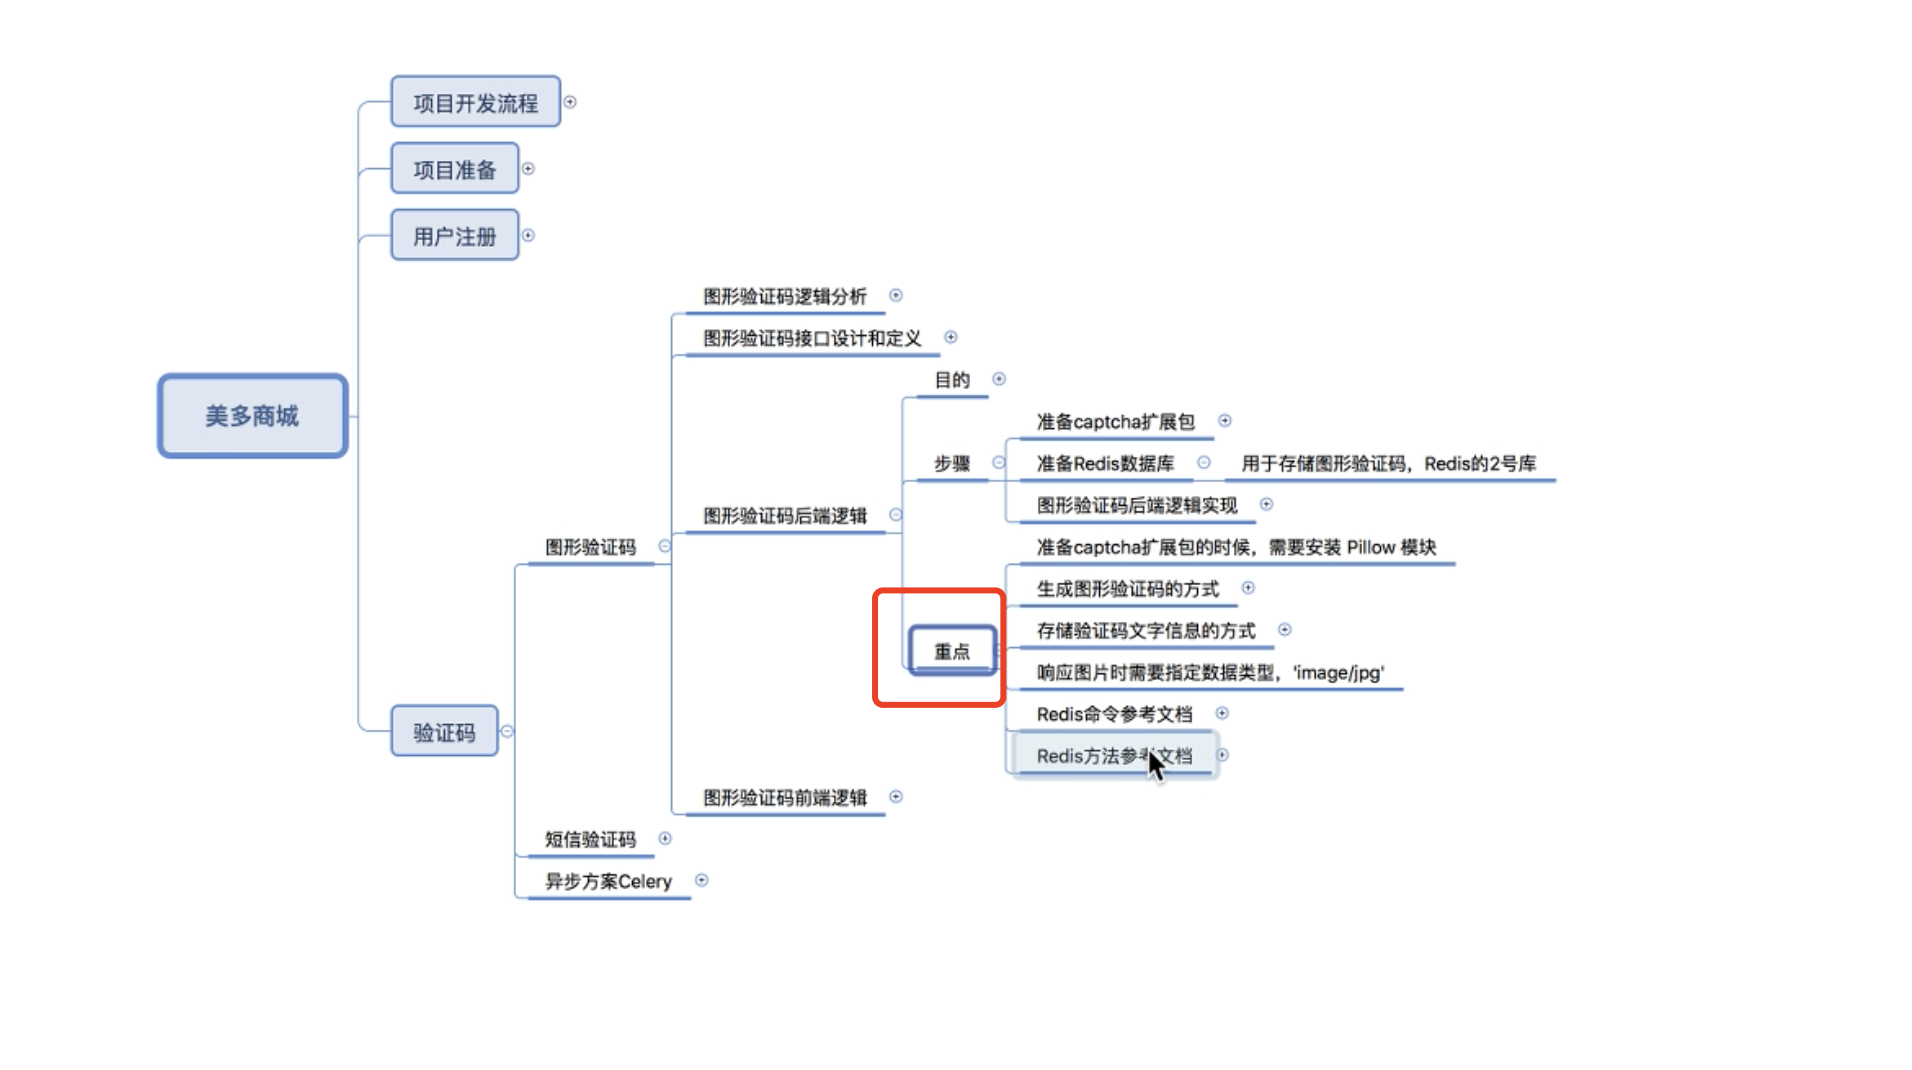 项目开发流程
项目准备
用户注册
图形验证码逻辑分析
图形验证码接口设计和定义
目的
准备captcha扩展包
美多商城
步骤
准备Redis数据库
用于存储图形验证码，Redis的2号库
图形验证码后端逻辑实现
图形验证码后端逻辑
图形验证码
准备captcha扩展包的时候，需要安装 Pillow 模块
生成图形验证码的方式
存储验证码文字信息的方式
重点
响应图片时需要指定数据类型，'image/jpg'
Redis命令参考文档
验证码
Redis方法参考文档
图形验证码前端逻辑
短信验证码
异步方案Celery